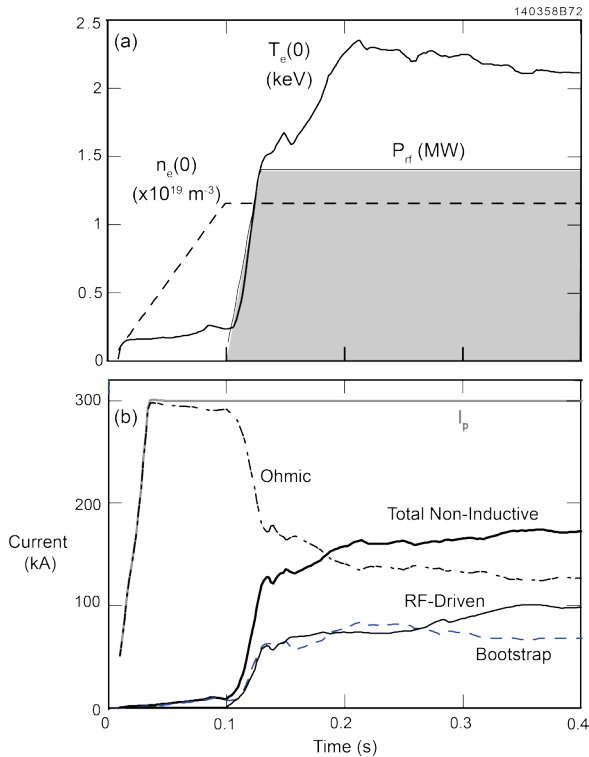 140358B72
(a)
2.5
2
1.5
1
0.5
0
Te(0)
(keV)
Prf (MW)
ne(0)
(x10^19 m^-3)
(b)
300
200
100
0
Ip
Ohmic
Total Non-Inductive
RF-Driven
Bootstrap
Current
(kA)
0
0.1
0.2
0.3
0.4
Time (s)